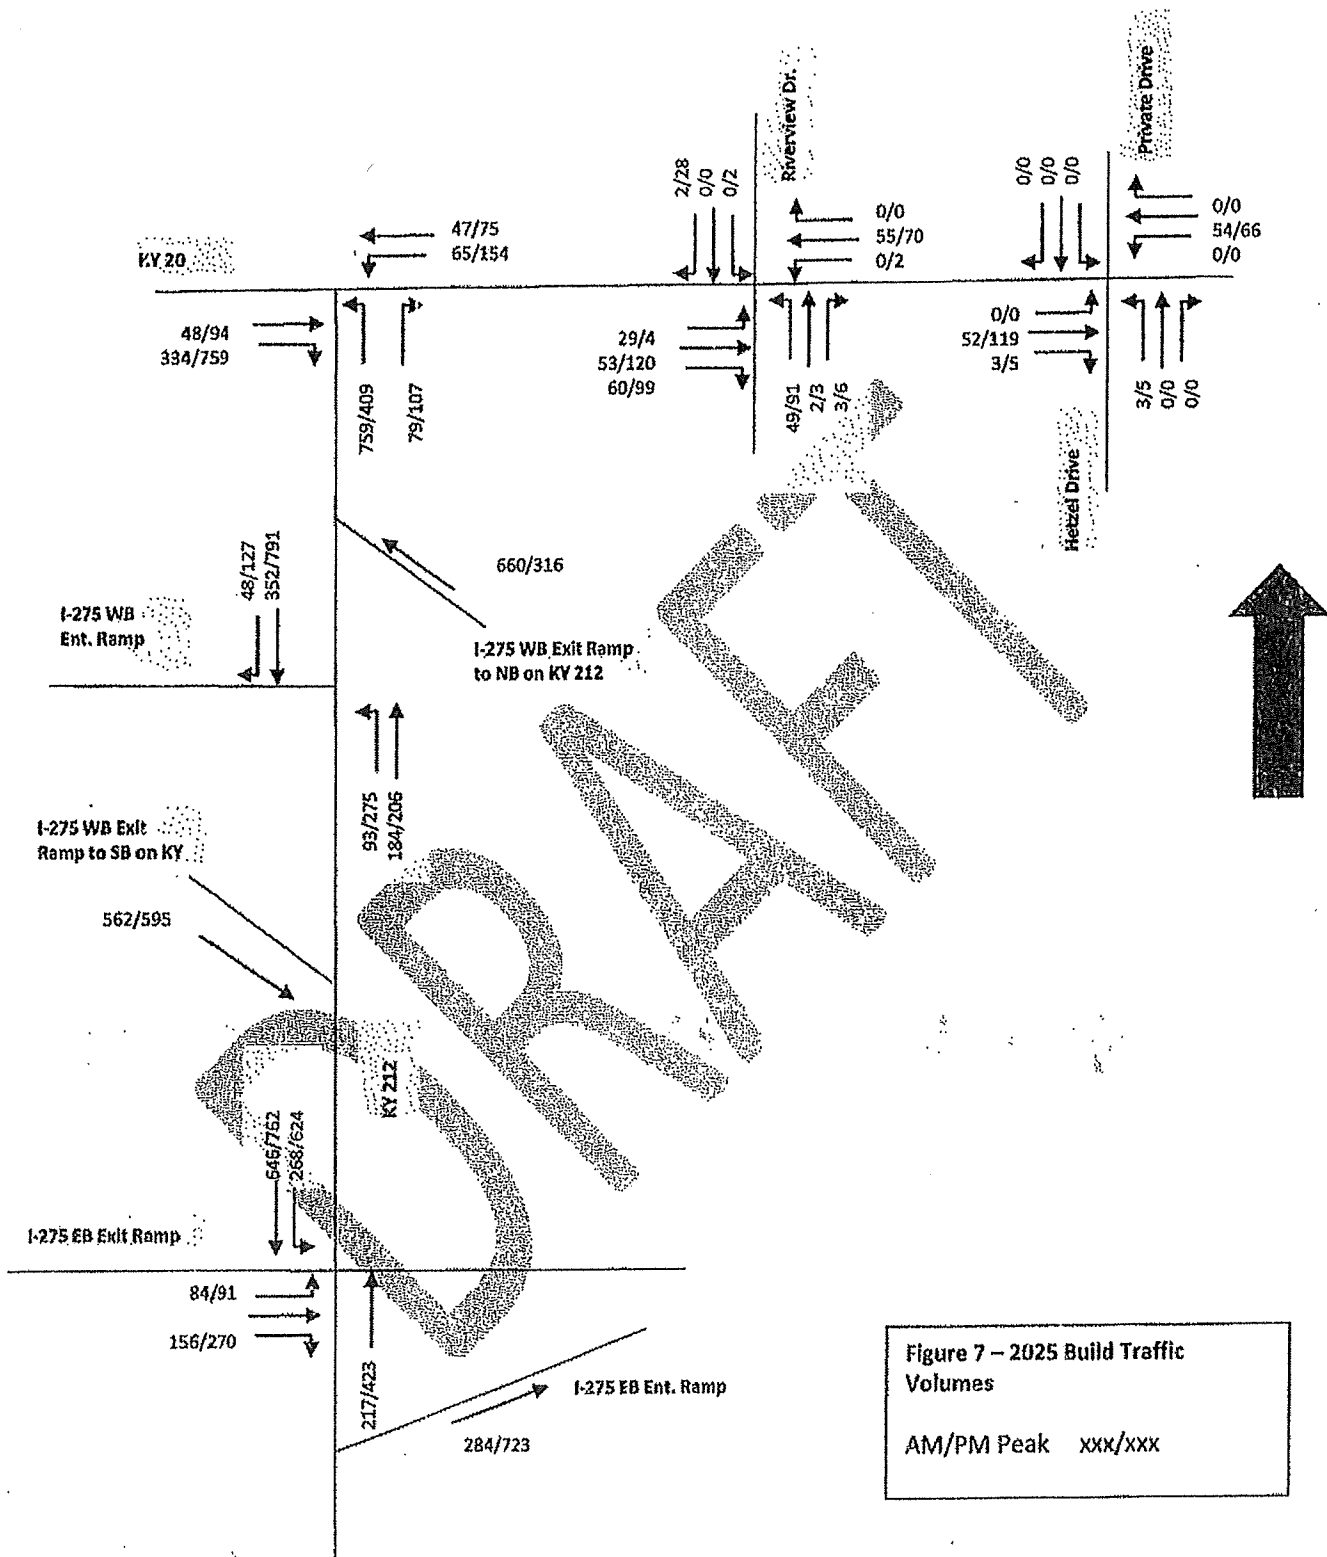 Riverview Dr.
Private Drive
2/28
0/0
0/2
0/0
0/0
0/0
KY 20
47/75
65/154
0/0
55/70
0/2
0/0
54/66
0/0
48/94
334/759
29/4
53/120
60/99
0/0
52/119
3/5
759/409
79/107
49/91
2/3
3/6
3/5
0/0
0/0
Hetzel Drive
48/127
352/791
660/316
I-275 WB
Ent. Ramp
I-275 WB Exit Ramp
to NB on KY 212
93/275
184/206
I-275 WB Exit
Ramp to SB on KY
562/595
KY 212
646/762
268/624
I-275 EB Exit Ramp
84/91
156/270
217/423
I-275 EB Ent. Ramp
284/723
DRAFT
Figure 7 – 2025 Build Traffic
Volumes
AM/PM Peak xxx/xxx